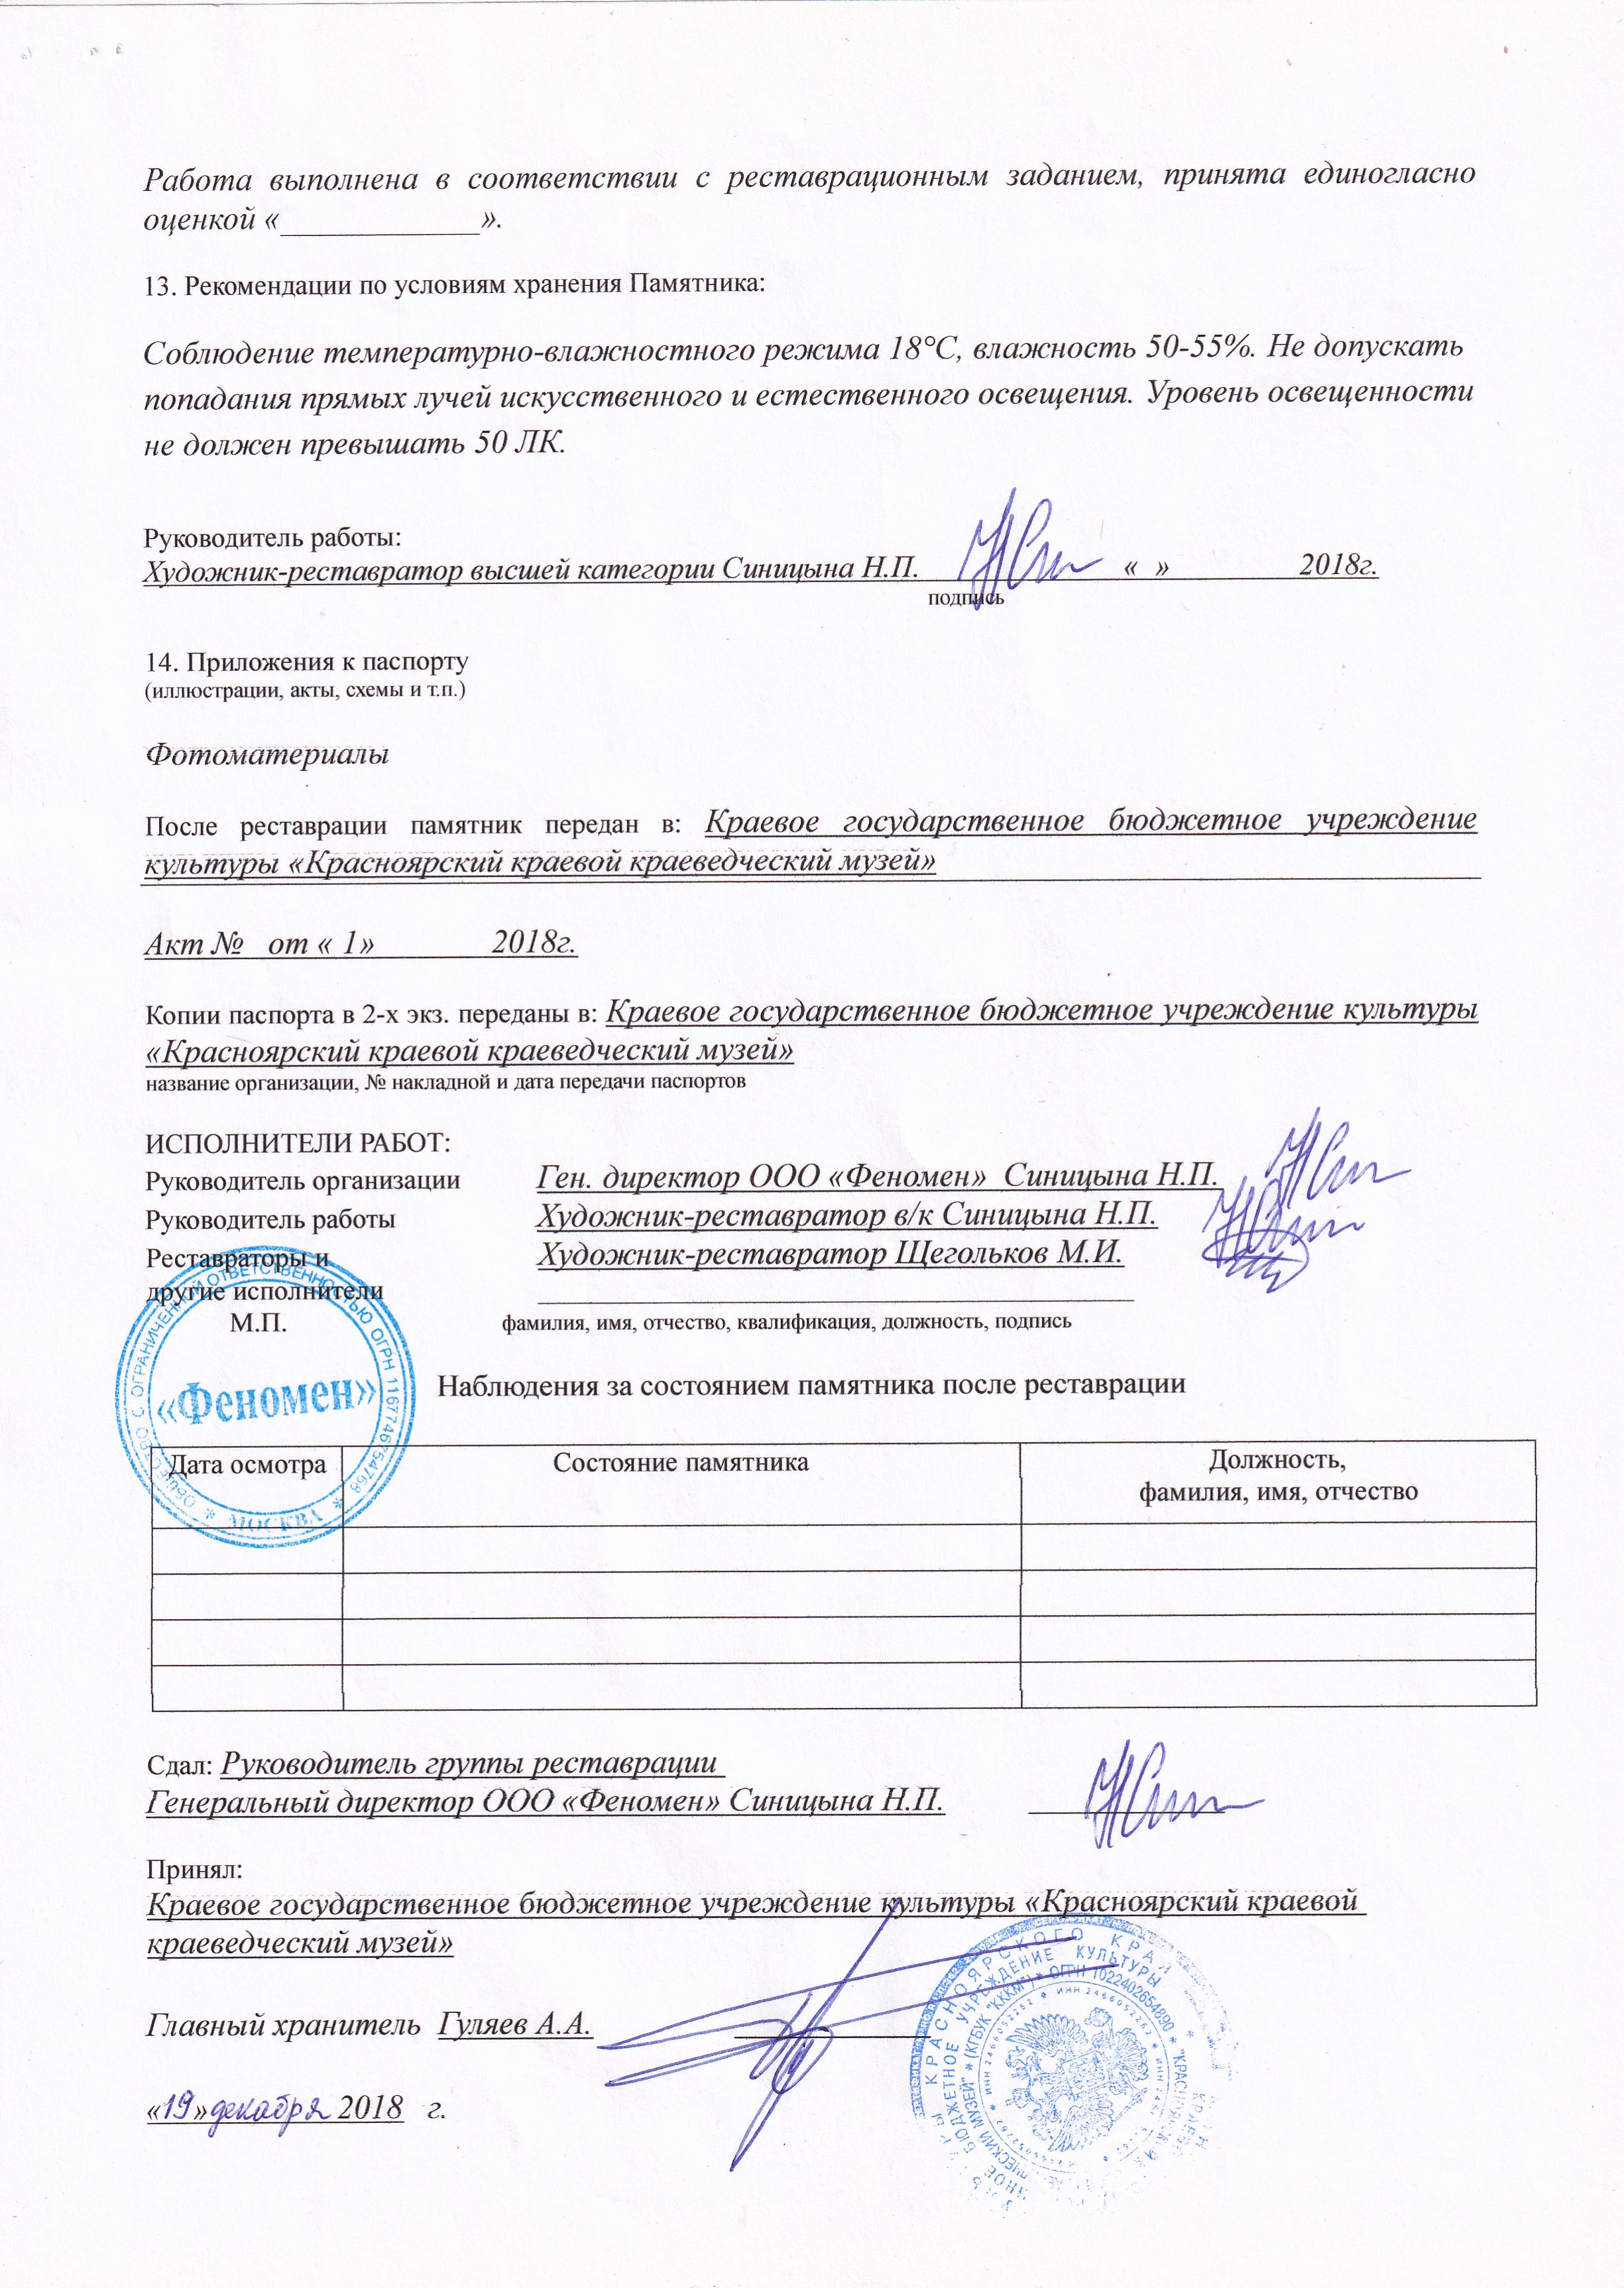 Работа выполнена в соответствии с реставрационным заданием, принята единогласно
оценкой «____________».
13. Рекомендации по условиям хранения Памятника:
Соблюдение температурно-влажностного режима 18°С, влажность 50-55%. Не допускать
попадания прямых лучей искусственного и естественного освещения. Уровень освещенности
не должен превышать 50 ЛК.
Руководитель работы:
Художник-реставратор высшей категории Синицына Н.П. « » 2018г.
подпись
14. Приложения к паспорту
(иллюстрации, акты, схемы и т.п.)
Фотоматериалы
После реставрации памятник передан в: Краевое государственное бюджетное учреждение
культуры «Красноярский краевой краеведческий музей»
Акт № от « 1» 2018г.
Копии паспорта в 2-х экз. переданы в: Краевое государственное бюджетное учреждение культуры
«Красноярский краевой краеведческий музей»
название организации, № накладной и дата передачи паспортов
ИСПОЛНИТЕЛИ РАБОТ:
Руководитель организации Ген. директор ООО «Феномен» Синицына Н.П.
Руководитель работы Художник-реставратор в/к Синицына Н.П.
Реставраторы и Художник-реставратор Щегольков М.И.
другие исполнители
М.П. фамилия, имя, отчество, квалификация, должность, подпись
ОБЩЕСТВО С ОГРАНИЧЕННОЙ ОТВЕТСТВЕННОСТЬЮ ОГРН 1167746754768
«Феномен»
* МОСКВА *
Наблюдения за состоянием памятника после реставрации
Дата осмотра Состояние памятника Должность,
фамилия, имя, отчество
Сдал: Руководитель группы реставрации
Генеральный директор ООО «Феномен» Синицына Н.П.
Принял:
Краевое государственное бюджетное учреждение культуры «Красноярский краевой
краеведческий музей»
Главный хранитель Гуляев А.А.
«19»декабря 2018 г.
КРАСНОЯРСКОГО КРАЯ
БЮДЖЕТНОЕ УЧРЕЖДЕНИЕ КУЛЬТУРЫ
МУЗЕЙ" * (КГБУК "КККМ") * ОГРН 1022402654890 *
ИНН 2466052262